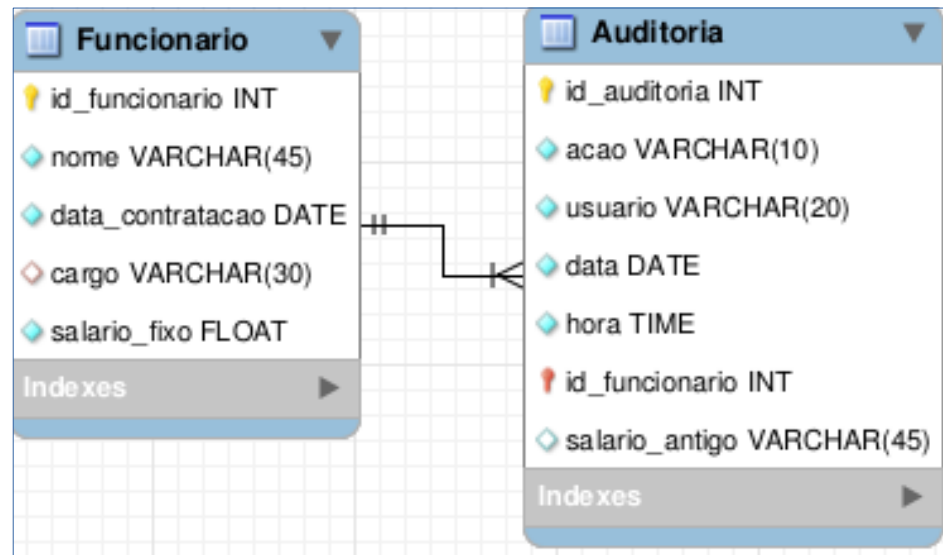 Funcionario
id_funcionario INT
nome VARCHAR(45)
data_contratacao DATE
cargo VARCHAR(30)
salario_fixo FLOAT
Indexes
Auditoria
id_auditoria INT
acao VARCHAR(10)
usuario VARCHAR(20)
data DATE
hora TIME
id_funcionario INT
salario_antigo VARCHAR(45)
Indexes